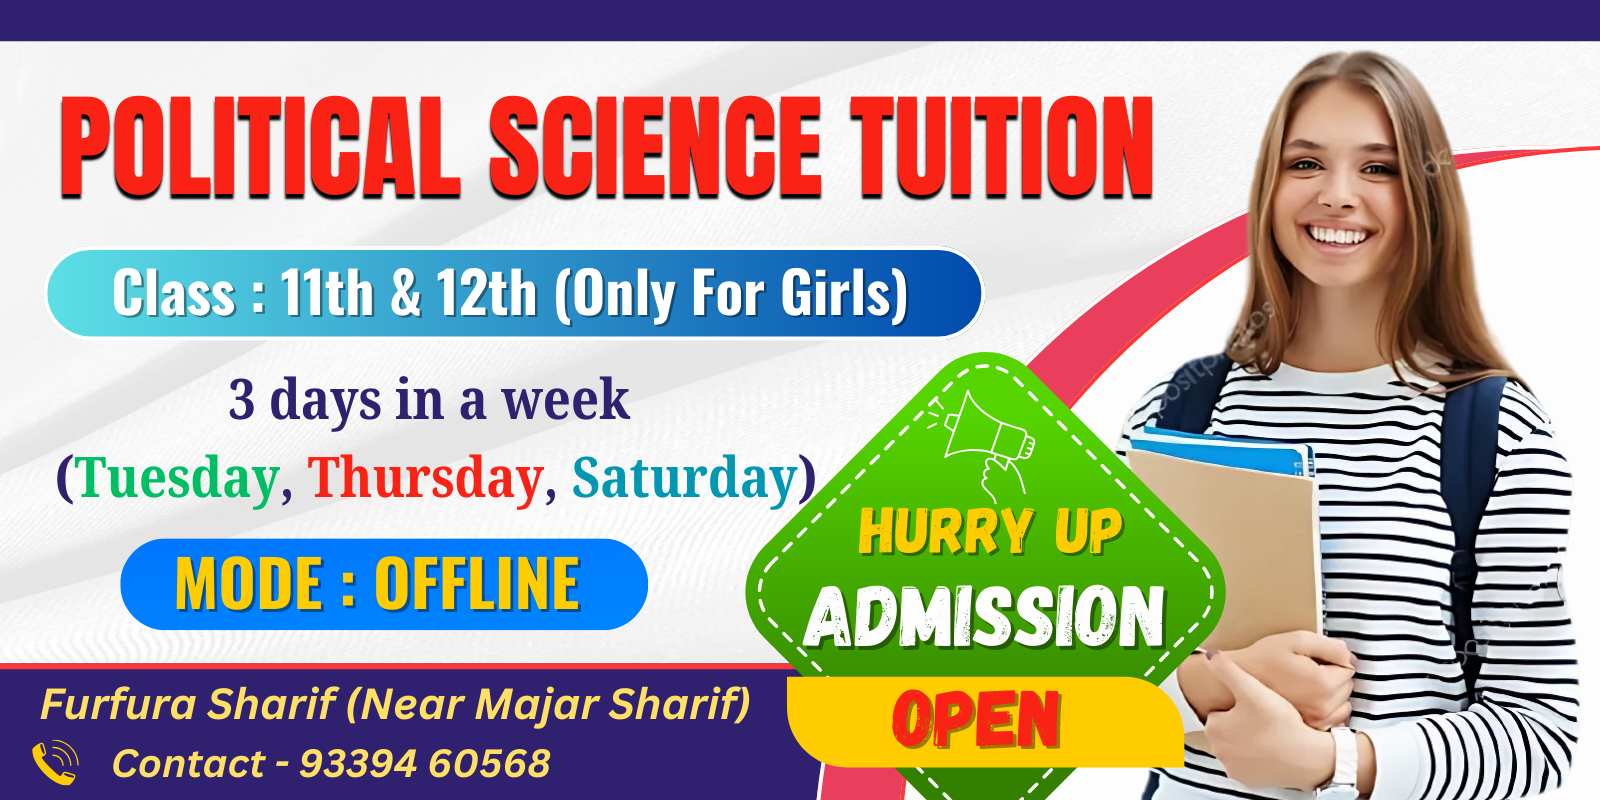 POLITICAL SCIENCE TUITION
Class : 11th & 12th (Only For Girls)
3 days in a week
(Tuesday, Thursday, Saturday)
MODE : OFFLINE
HURRY UP
ADMISSION
OPEN
Furfura Sharif (Near Majar Sharif)
Contact - 93394 60568